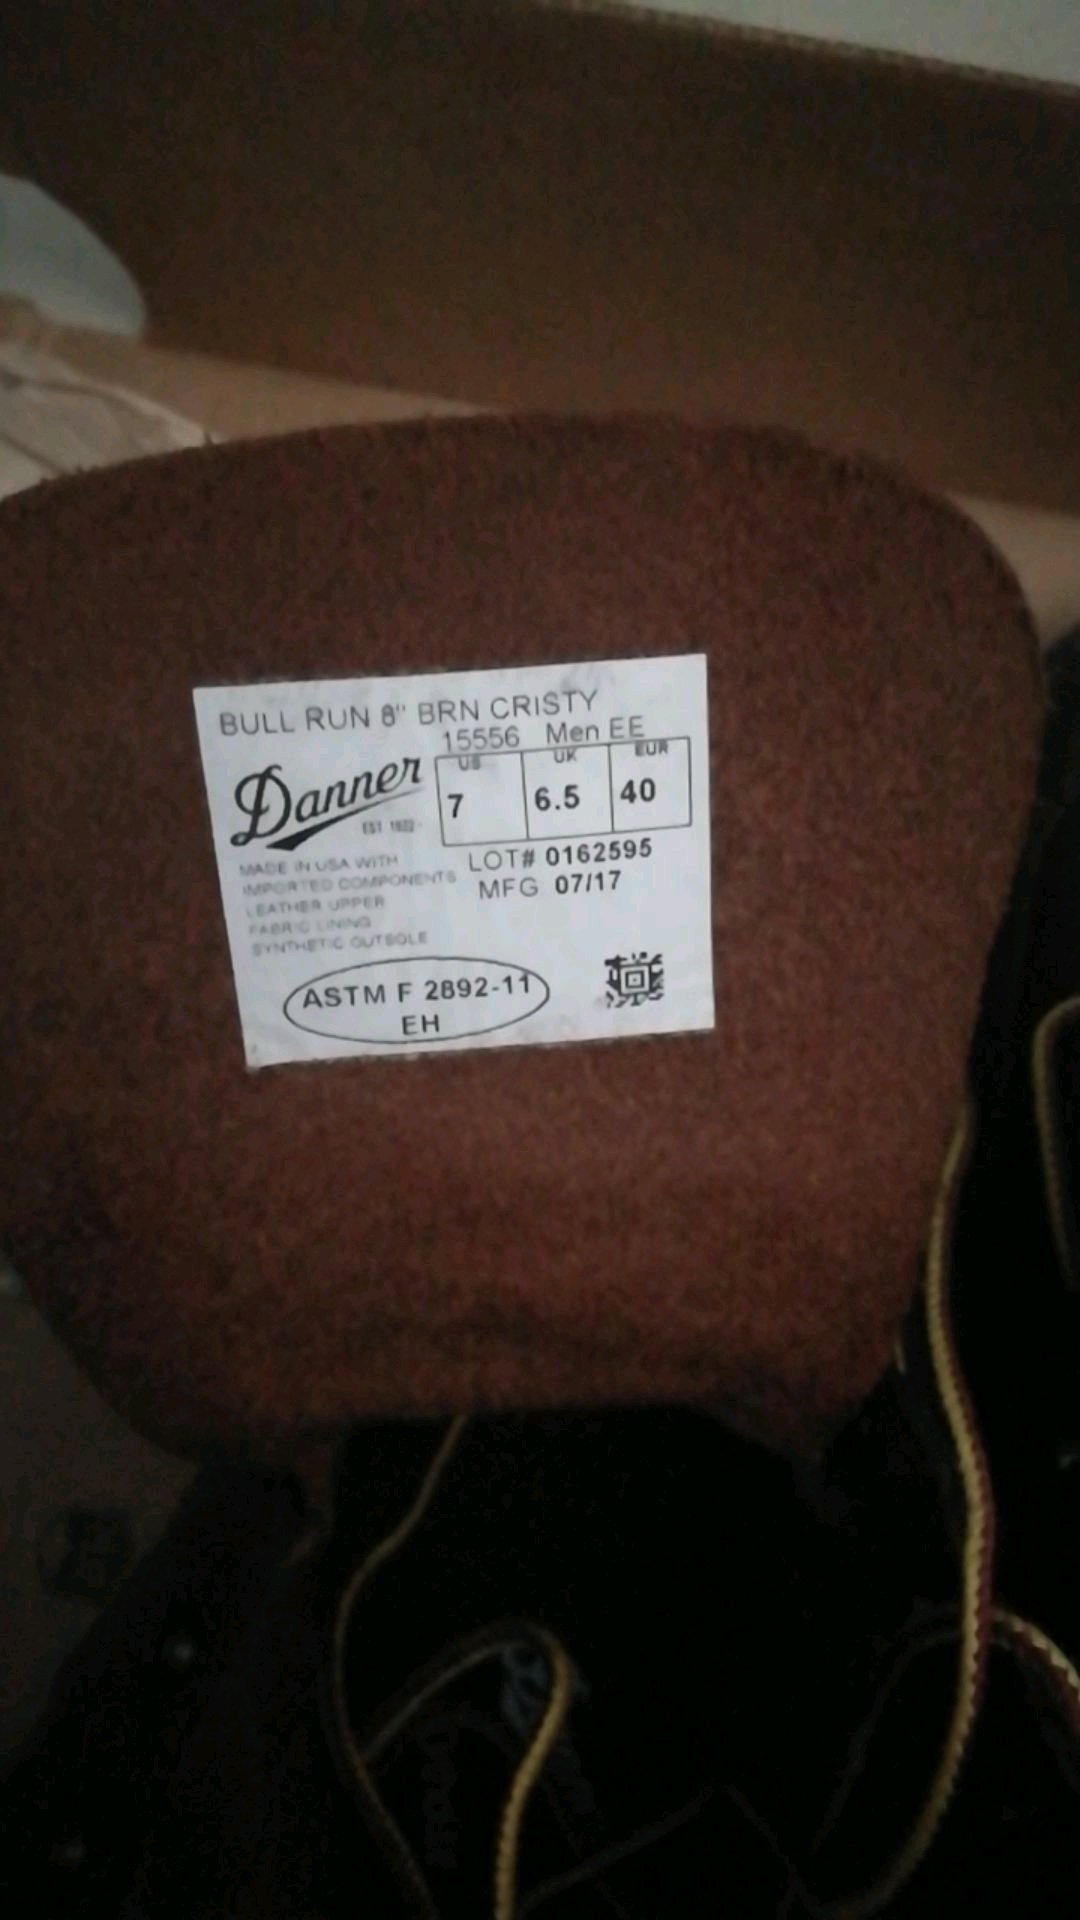 BULL RUN 8" BRN CRISTY
15556 Men EE
Danner
EST 1932
US UK EUR
7 6.5 40
LOT# 0162595
MFG 07/17
MADE IN USA WITH
IMPORTED COMPONENTS
LEATHER UPPER
FABRIC LINING
SYNTHETIC OUTSOLE
ASTM F 2892-11
EH